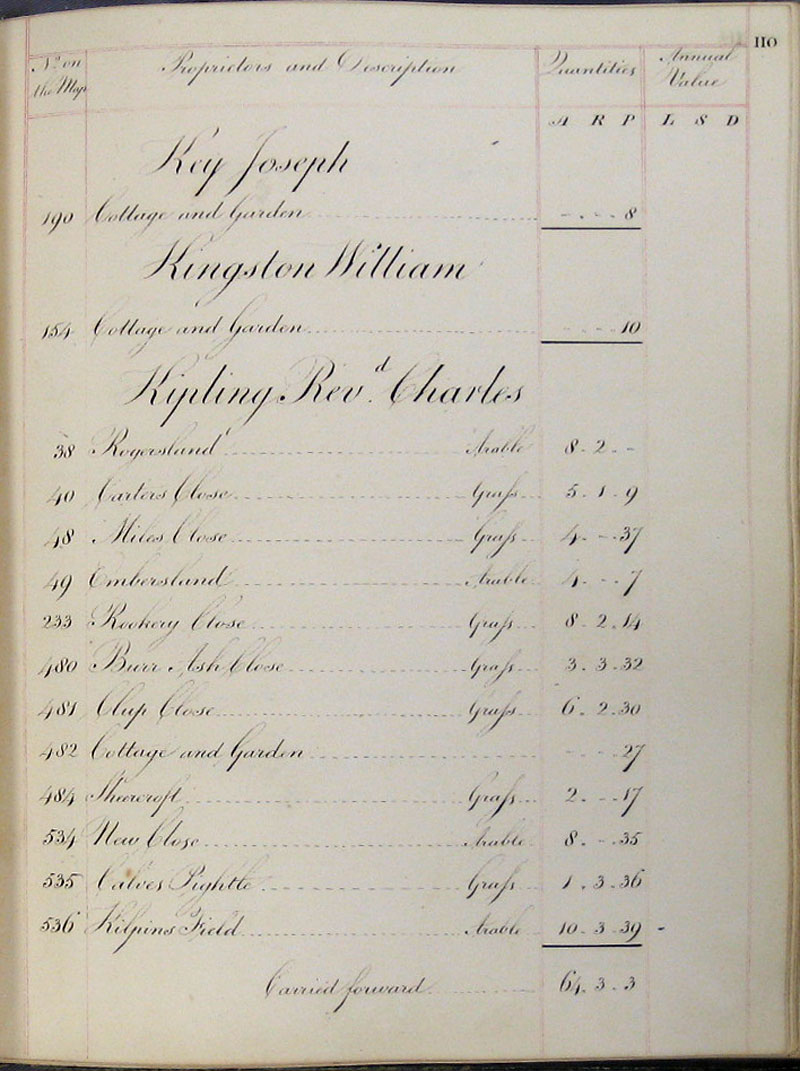 110
No. on the Map Proprietors and Description Quantities Annual Value
A R P L S D
Key Joseph
190 Cottage and Garden - - 8
Kingston William
154 Cottage and Garden - - 10
Kipling Revd. Charles
38 Rogersland Arable 8 - 2 - -
40 Carters Close Graſs 5 - 1 - 9
48 Miles Close Graſs 4 - - - 37
49 Embersland Arable 4 - - - 7
233 Rookery Close Graſs 8 - 2 - 14
480 Burr Ash Close Graſs 3 - 3 - 32
481 Close Graſs 6 - 2 - 30
482 Cottage and Garden - - 27
484 Graſs 2 - - - 17
534 New Close Arable 8 - - - 35
535 Calves Pightle Graſs 1 - 3 - 36
536 Kilpins Field Arable 10 - 3 - 39
Carried forward 64 - 3 - 3